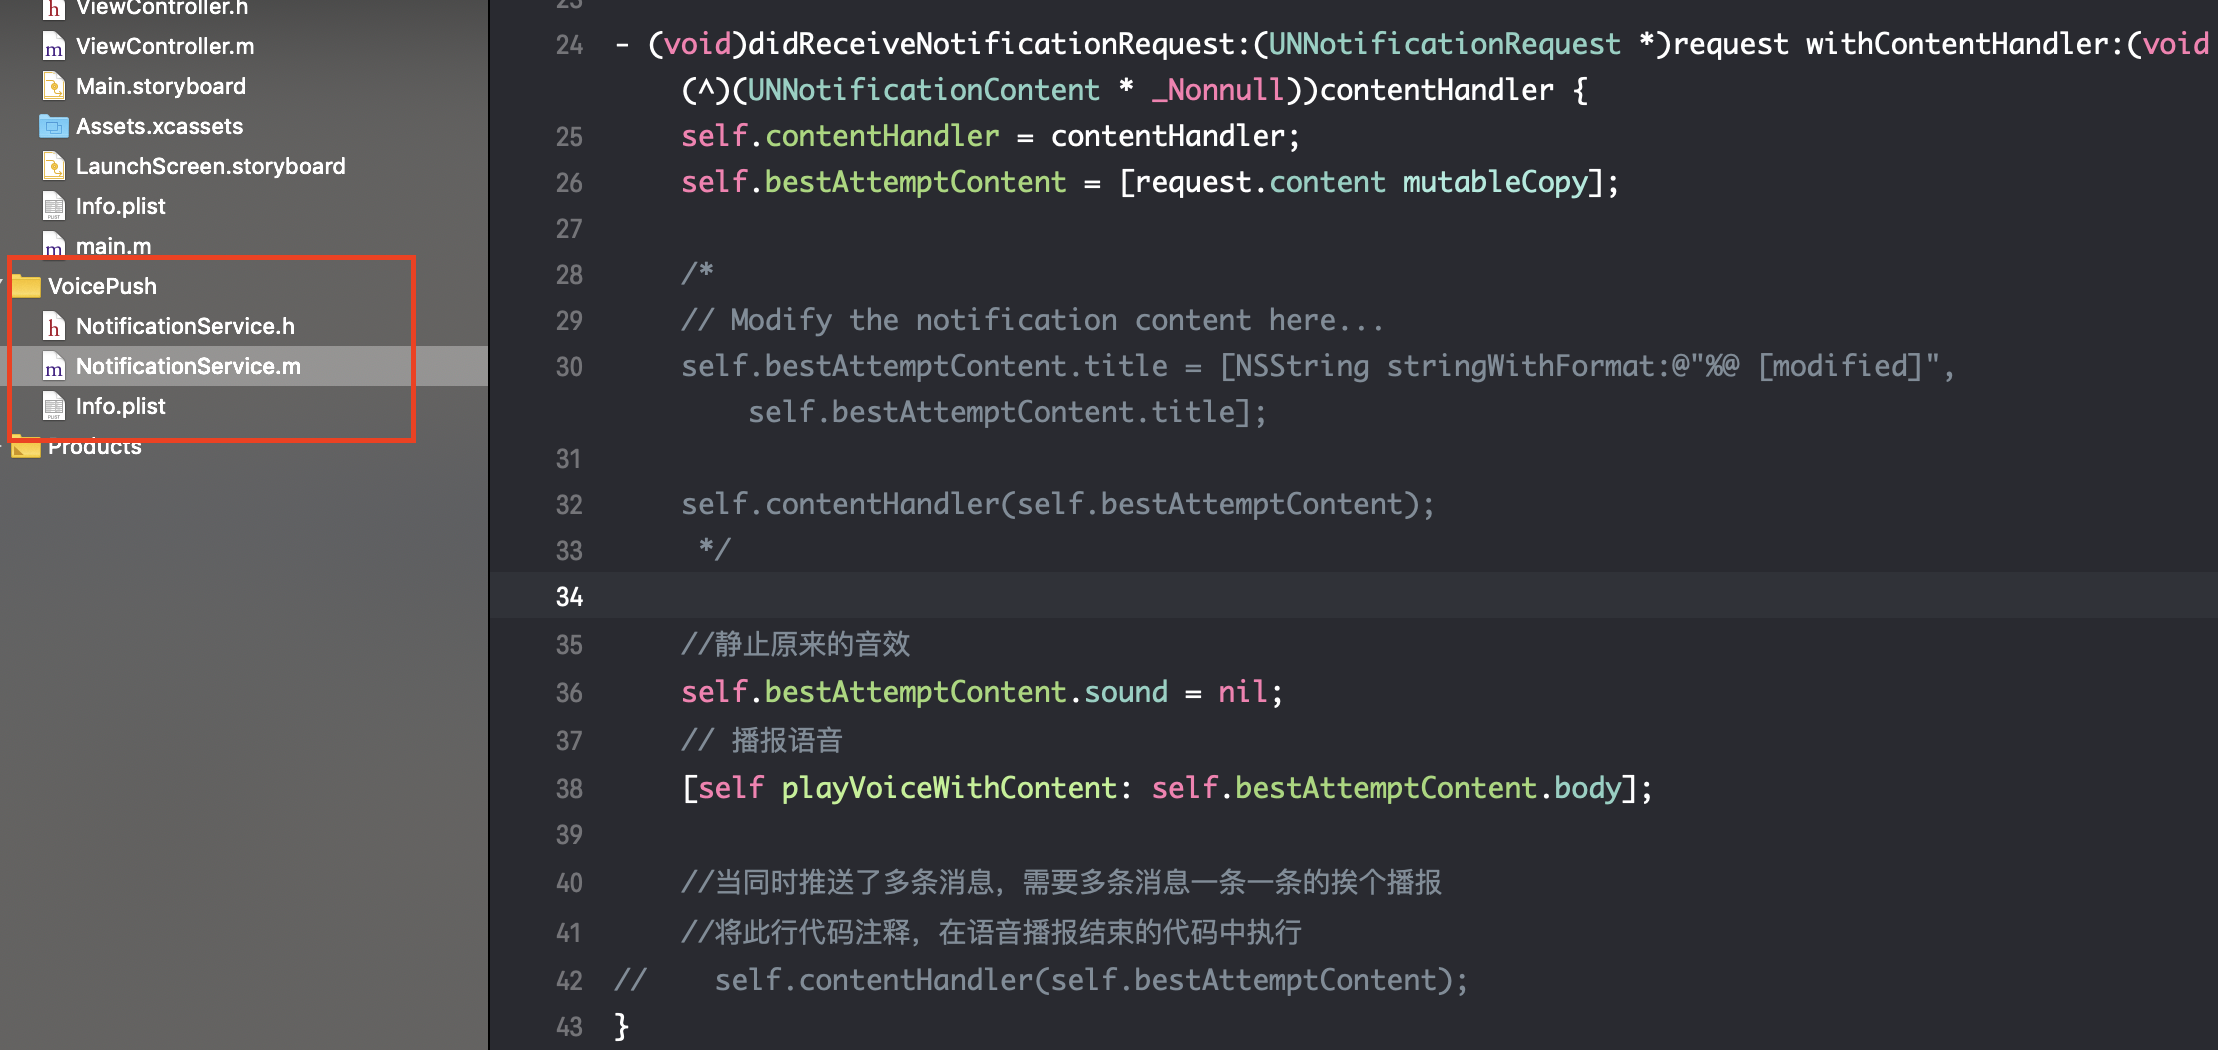 ViewController.h
ViewController.m
Main.storyboard
Assets.xcassets
LaunchScreen.storyboard
Info.plist
main.m
VoicePush
NotificationService.h
NotificationService.m
Info.plist
Products
23
24 - (void)didReceiveNotificationRequest:(UNNotificationRequest *)request withContentHandler:(void
(^)(UNNotificationContent * _Nonnull))contentHandler {
25 self.contentHandler = contentHandler;
26 self.bestAttemptContent = [request.content mutableCopy];
27
28 /*
29 // Modify the notification content here...
30 self.bestAttemptContent.title = [NSString stringWithFormat:@"%@ [modified]",
self.bestAttemptContent.title];
31
32 self.contentHandler(self.bestAttemptContent);
33 */
34
35 //静止原来的音效
36 self.bestAttemptContent.sound = nil;
37 // 播报语音
38 [self playVoiceWithContent: self.bestAttemptContent.body];
39
40 //当同时推送了多条消息，需要多条消息一条一条的挨个播报
41 //将此行代码注释，在语音播报结束的代码中执行
42 // self.contentHandler(self.bestAttemptContent);
43 }